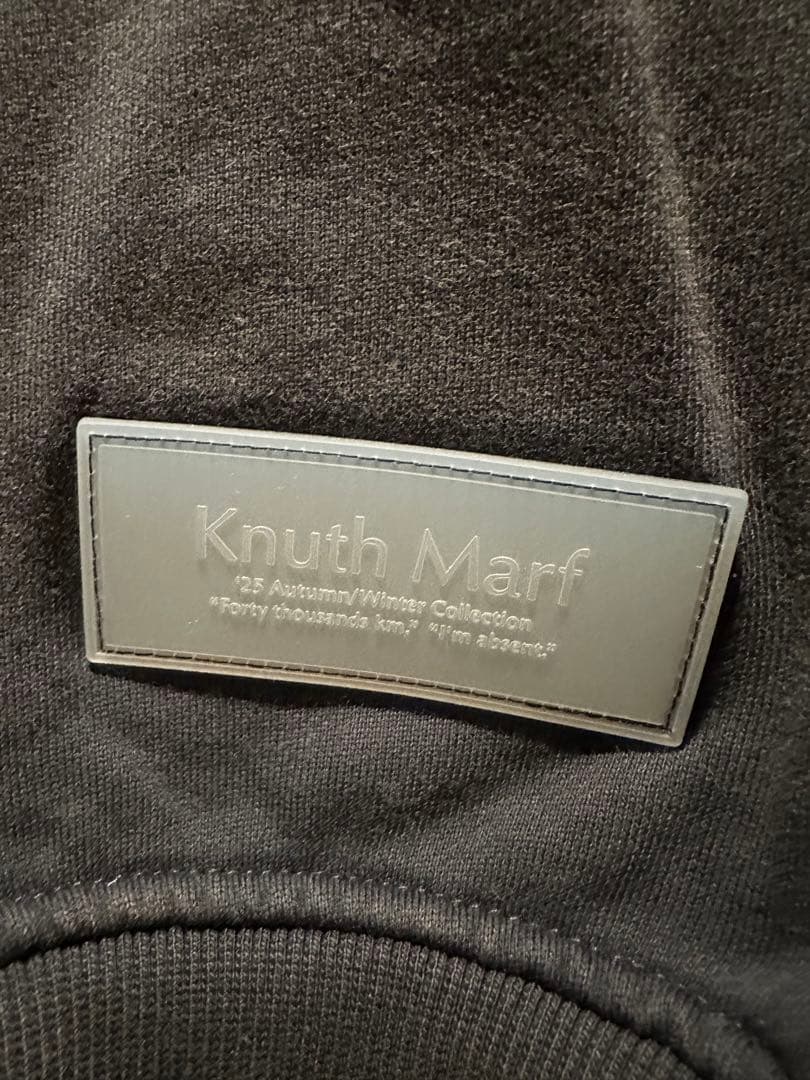 Knuth Marf
'25 Autumn/Winter Collection
"Forty thousands km," "I'm absent."